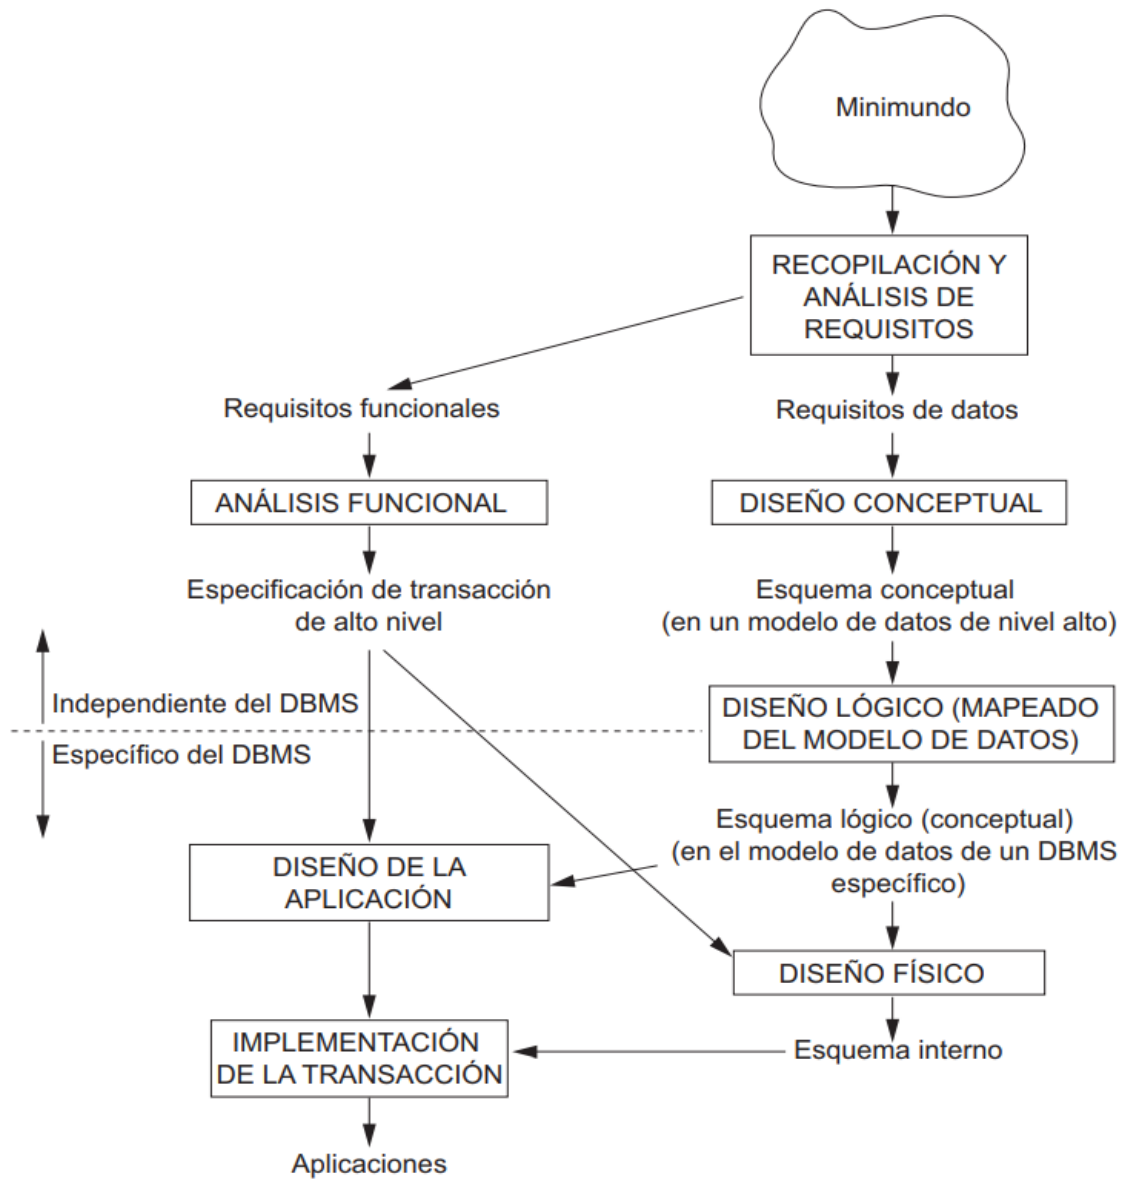 Minimundo
RECOPILACIÓN Y
ANÁLISIS DE
REQUISITOS
Requisitos funcionales
Requisitos de datos
ANÁLISIS FUNCIONAL
DISEÑO CONCEPTUAL
Especificación de transacción
de alto nivel
Esquema conceptual
(en un modelo de datos de nivel alto)
Independiente del DBMS
Específico del DBMS
DISEÑO LÓGICO (MAPEADO
DEL MODELO DE DATOS)
Esquema lógico (conceptual)
(en el modelo de datos de un DBMS
específico)
DISEÑO DE LA
APLICACIÓN
DISEÑO FÍSICO
IMPLEMENTACIÓN
DE LA TRANSACCIÓN
Esquema interno
Aplicaciones